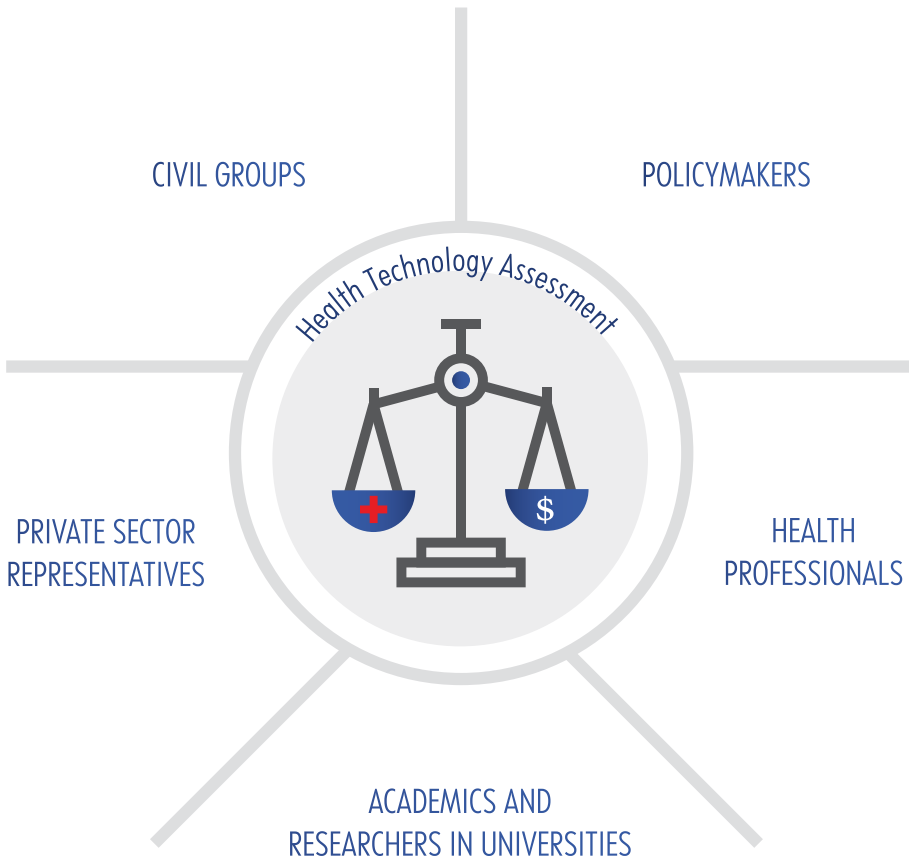 CIVIL GROUPS
POLICYMAKERS
Health Technology Assessment
$
PRIVATE SECTOR
REPRESENTATIVES
HEALTH
PROFESSIONALS
ACADEMICS AND
RESEARCHERS IN UNIVERSITIES